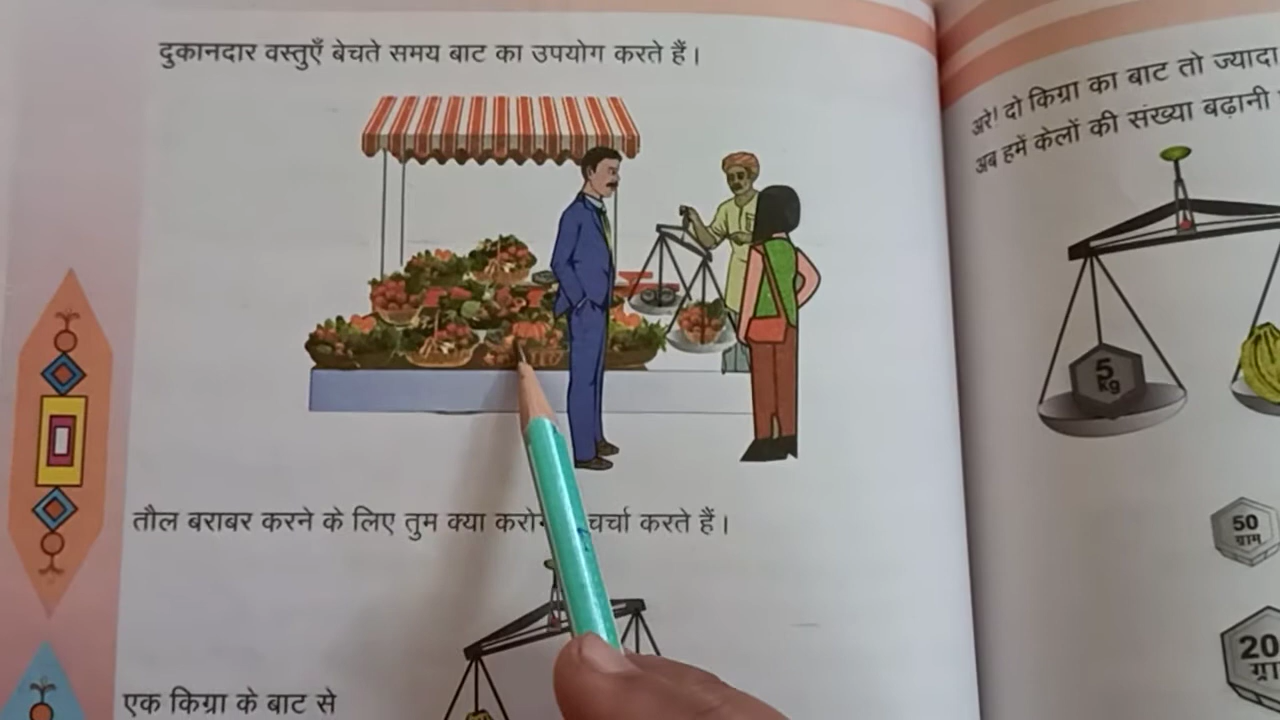 दुकानदार वस्तुएँ बेचते समय बाट का उपयोग करते हैं।
तौल बराबर करने के लिए तुम क्या चर्चा करते हैं।
एक किग्रा के बाट से
अरे! दो किग्रा का बाट तो ज्यादा
अब हमें केलों की संख्या बढ़ानी
5
kg
50
ग्राम
20